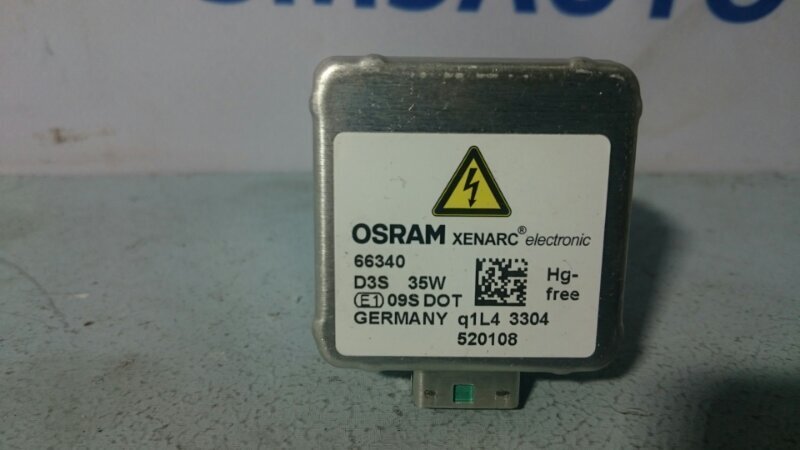 OSRAM XENARC® electronic
66340
D3S 35W
Hg-
free
E1 09S DOT
GERMANY q1L4 3304
520108